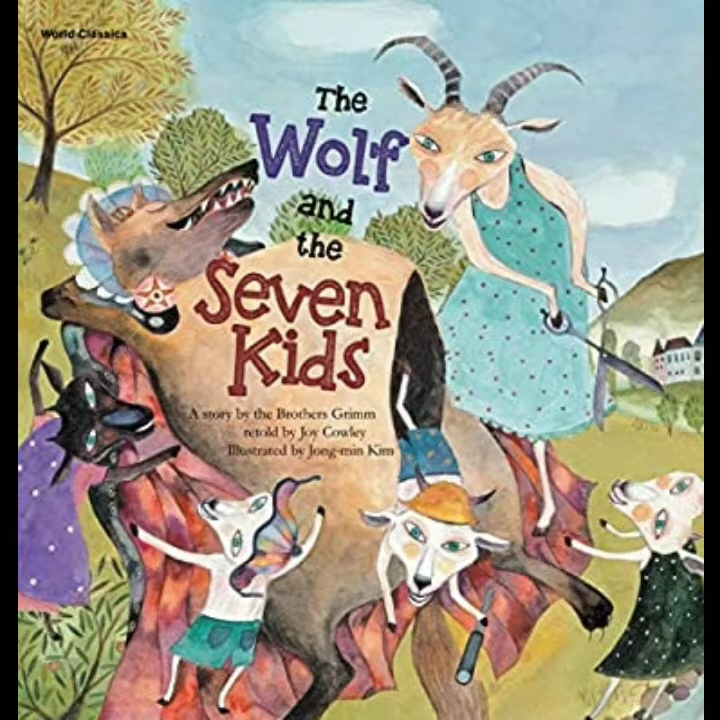 World Classics
The
Wolf
and
the
Seven
Kids
A story by the Brothers Grimm
retold by Joy Cowley
Illustrated by Jong-min Kim